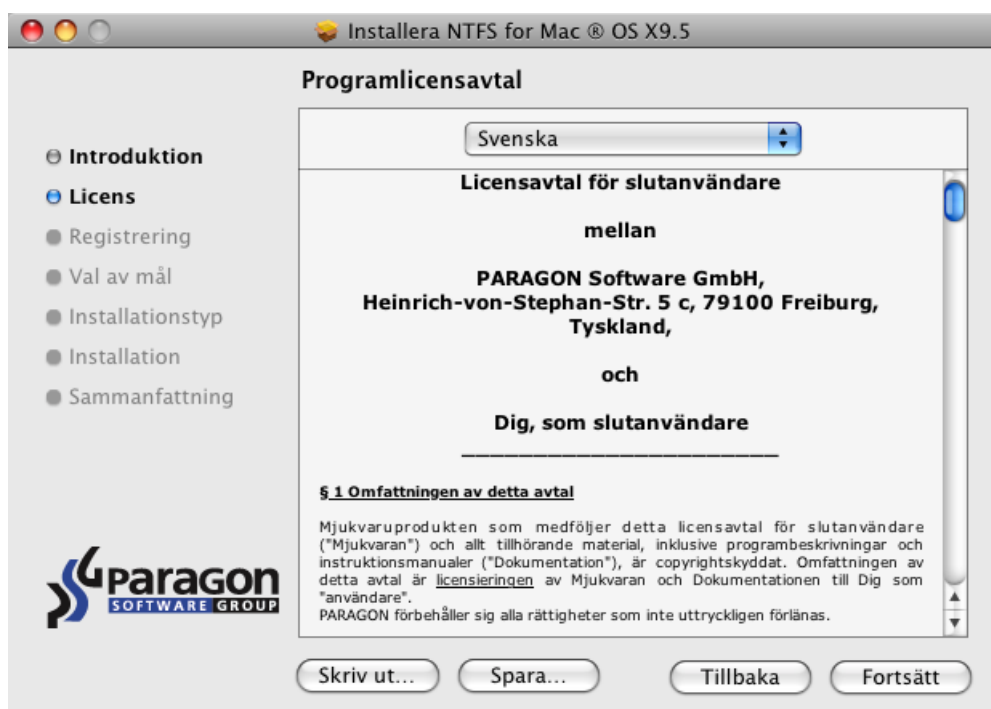 Installera NTFS for Mac ® OS X9.5
Programlicensavtal
Introduktion
Licens
Registrering
Val av mål
Installationstyp
Installation
Sammanfattning
Svenska
Licensavtal för slutanvändare
mellan
PARAGON Software GmbH,
Heinrich-von-Stephan-Str. 5 c, 79100 Freiburg,
Tyskland,
och
Dig, som slutanvändare
§ 1 Omfattningen av detta avtal
Mjukvaruprodukten som medföljer detta licensavtal för slutanvändare
("Mjukvaran") och allt tillhörande material, inklusive programbeskrivningar och
instruktionsmanualer ("Dokumentation"), är copyrightskyddat. Omfattningen av
detta avtal är licensieringen av Mjukvaran och Dokumentationen till Dig som
"användare".
PARAGON förbehåller sig alla rättigheter som inte uttryckligen förlänas.
Paragon
SOFTWARE GROUP
Skriv ut...
Spara...
Tillbaka
Fortsätt